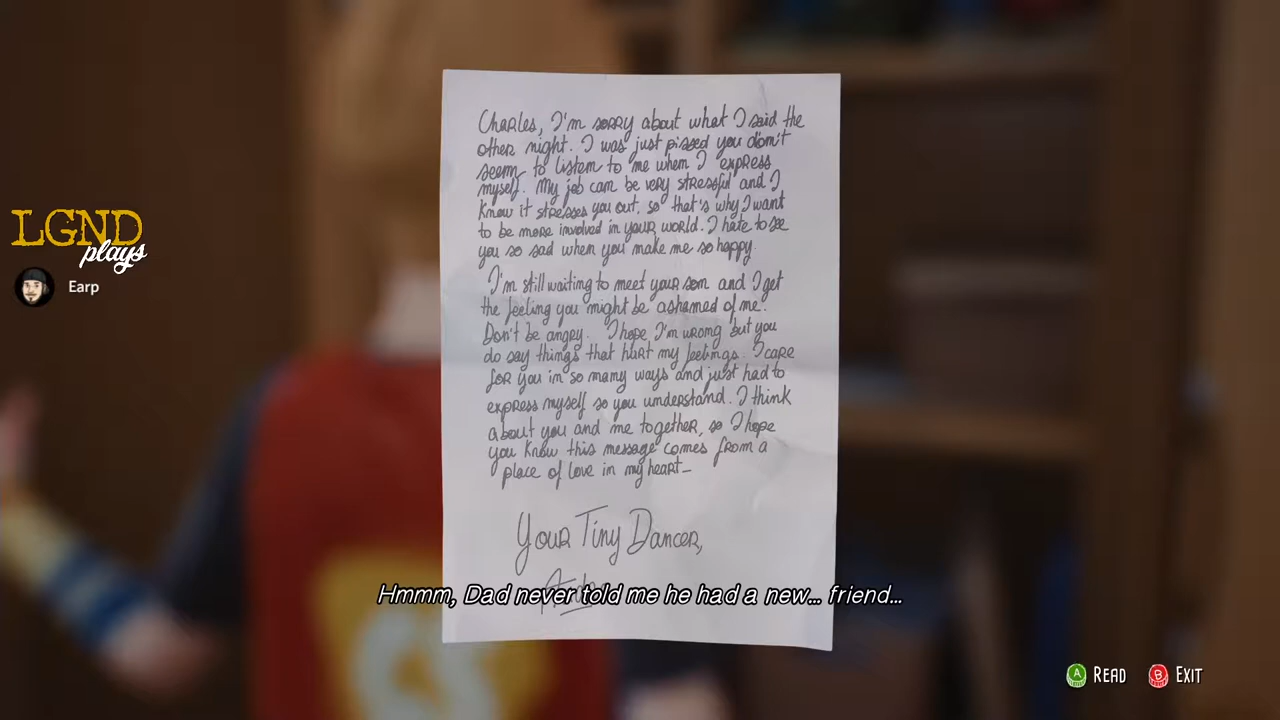 LGND
plays
Earp
Charles, I'm sorry about what I said the
other night. I was just pissed you don't
seem to listen to me when I express
myself. My job can be very stressful and I
know it stresses you out, so that's why I want
to be more involved in your world. I hate to see
you so sad when you make me so happy.
I'm still waiting to meet your son and I get
the feeling you might be ashamed of me.
Don't be angry. I hope I'm wrong but you
do say things that hurt my feelings. I care
for you in so many ways and just had to
express myself so you understand. I think
about you and me together, so I hope
you know this message comes from a
place of love in my heart—
Your Tiny Dancer,
Hmmm, Dad never told me he had a new... friend...
A READ B EXIT